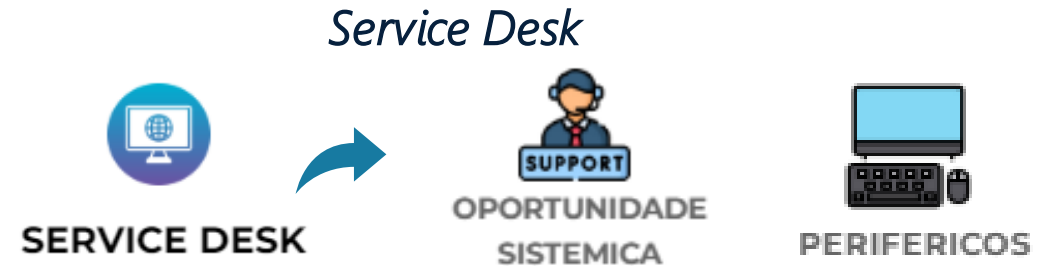 Service Desk
SERVICE DESK
SUPPORT
OPORTUNIDADE
SISTEMICA
PERIFERICOS